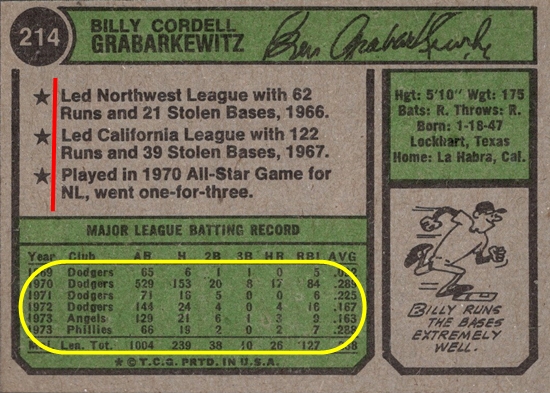 214
BILLY CORDELL
GRABARKEWITZ
★ Led Northwest League with 62
Runs and 21 Stolen Bases, 1966.
★ Led California League with 122
Runs and 39 Stolen Bases, 1967.
★ Played in 1970 All-Star Game for
NL, went one-for-three.
Hgt: 5'10" Wgt: 175
Bats: R. Throws: R.
Born: 1-18-47
Lockhart, Texas
Home: La Habra, Cal.
MAJOR LEAGUE BATTING RECORD
Year Club AB H 2B 3B HR RBI AVG
Dodgers 65 6 1 1 0 5
1970 Dodgers 529 153 20 8 17 84 .289
1971 Dodgers 71 16 5 0 0 6 .225
1972 Dodgers 144 24 4 0 4 16 .167
1973 Angels 129 21 6 1 3 9 .163
1973 Phillies 66 19 2 0 2 7 .288
Len. Tot. 1004 239 38 10 26 127
★ © T.C.G. PRTD. IN U.S.A.
BILLY RUNS
THE BASES
EXTREMELY
WELL.